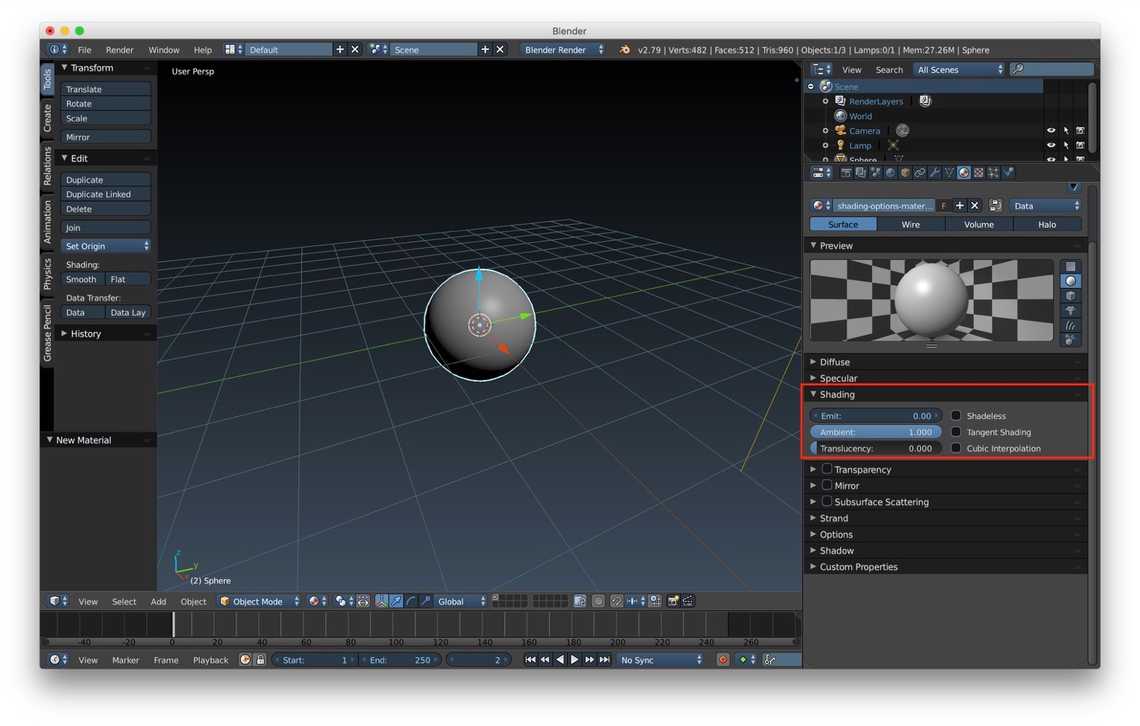 Blender
File Render Window Help Default Scene Blender Render v2.79 | Verts:482 | Faces:512 | Tris:960 | Objects:1/3 | Lamps:0/1 | Mem:27.26M | Sphere
Tools
Create
Relations
Animation
Physics
Grease Pencil
Transform
Translate
Rotate
Scale
Mirror
Edit
Duplicate
Duplicate Linked
Delete
Join
Set Origin
Shading:
Smooth Flat
Data Transfer:
Data Data Lay
History
New Material
User Persp
z
y
(2) Sphere
View Select Add Object Object Mode Global
-40 -20 0 20 40 60 80 100 120 140 160 180 200 220 240 260
View Marker Frame Playback Start: 1 End: 250 2 No Sync
View Search All Scenes
Scene
RenderLayers
World
Camera
Lamp
Sphere
shading-options-mater... F Data
Surface Wire Volume Halo
Preview
Diffuse
Specular
Shading
Emit: 0.00 Shadeless
Ambient: 1.000 Tangent Shading
Translucency: 0.000 Cubic Interpolation
Transparency
Mirror
Subsurface Scattering
Strand
Options
Shadow
Custom Properties